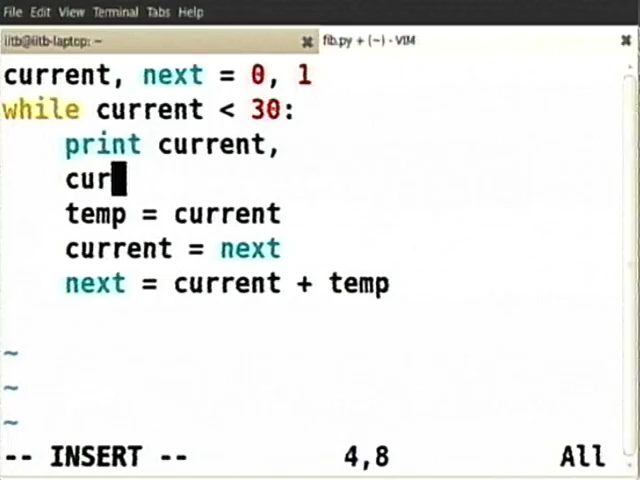 File Edit View Terminal Tabs Help
iitb@iitb-laptop: ~ ✖ fib.py + (~) - VIM ✖
current, next = 0, 1
while current < 30:
    print current,
    cur
    temp = current
    current = next
    next = current + temp
~
~
~
-- INSERT -- 4,8 All